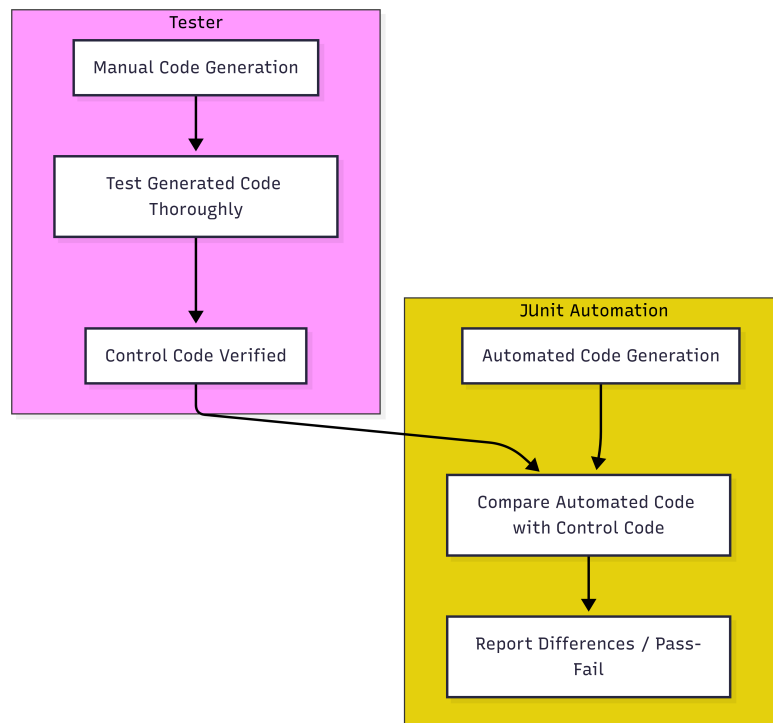 Tester
Manual Code Generation
Test Generated Code
Thoroughly
Control Code Verified
JUnit Automation
Automated Code Generation
Compare Automated Code
with Control Code
Report Differences / Pass-
Fail